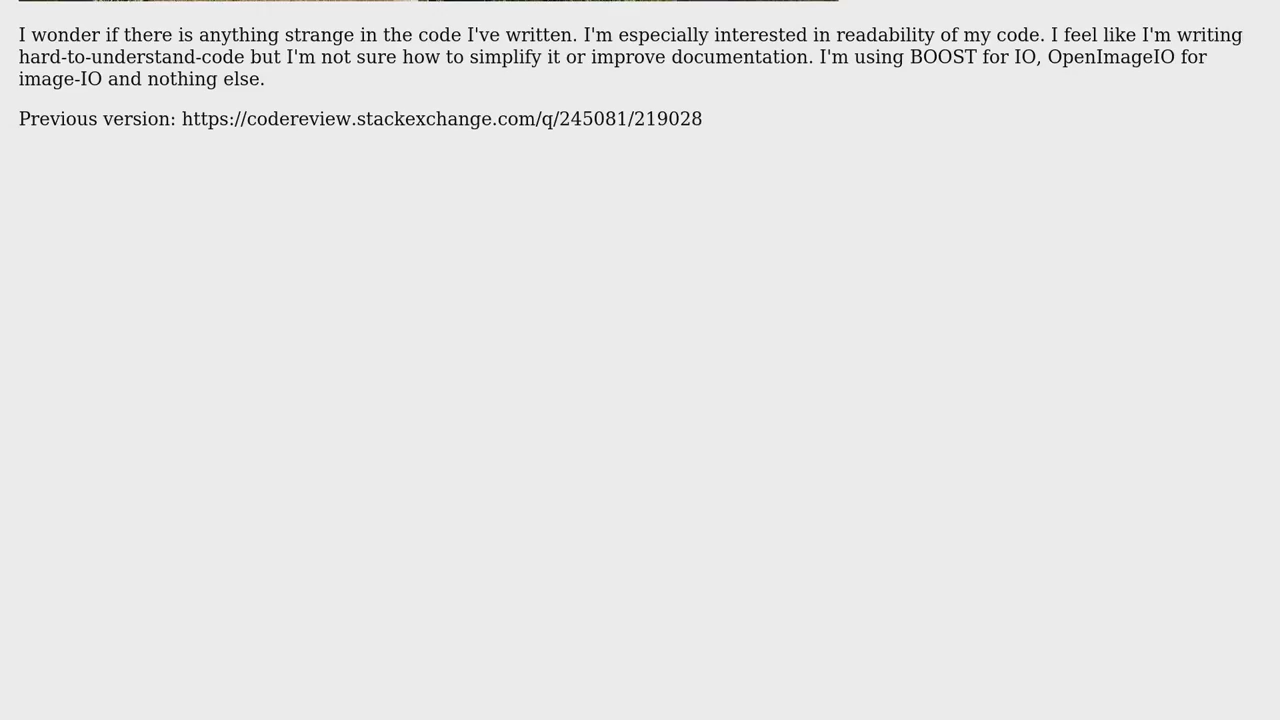 I wonder if there is anything strange in the code I've written. I'm especially interested in readability of my code. I feel like I'm writing
hard-to-understand-code but I'm not sure how to simplify it or improve documentation. I'm using BOOST for IO, OpenImageIO for
image-IO and nothing else.
Previous version: https://codereview.stackexchange.com/q/245081/219028